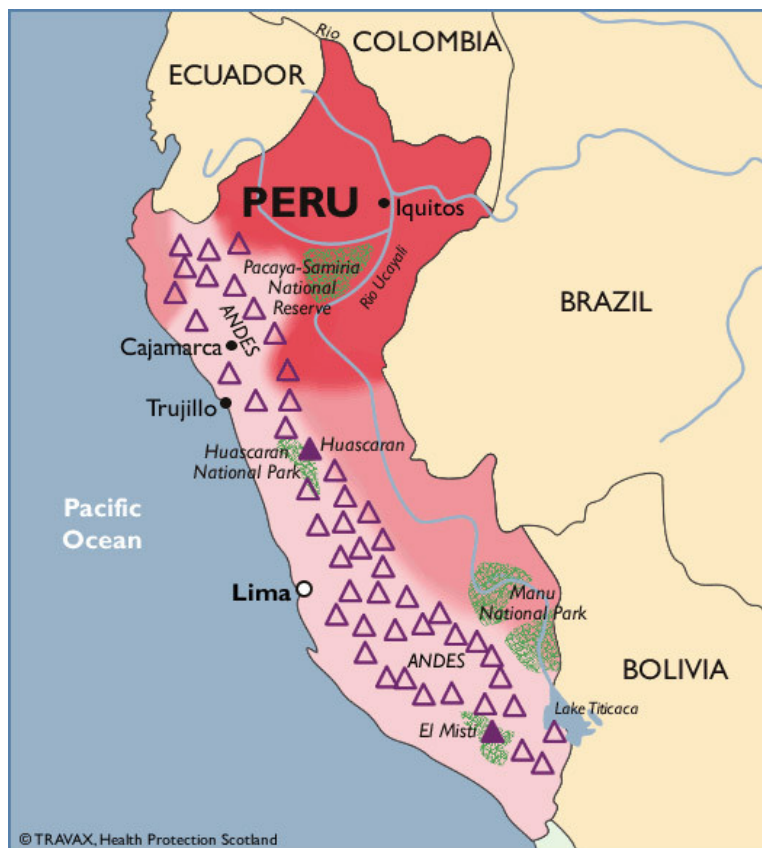 Rio
COLOMBIA
ECUADOR
PERU
Iquitos
Pacaya-Samiria
National
Reserve
Rio Ucayali
BRAZIL
ANDES
Cajamarca
Trujillo
Huascaran
Huascaran
National Park
Pacific
Ocean
Lima
Manu
National Park
ANDES
BOLIVIA
Lake Titicaca
El Misti
© TRAVAX, Health Protection Scotland